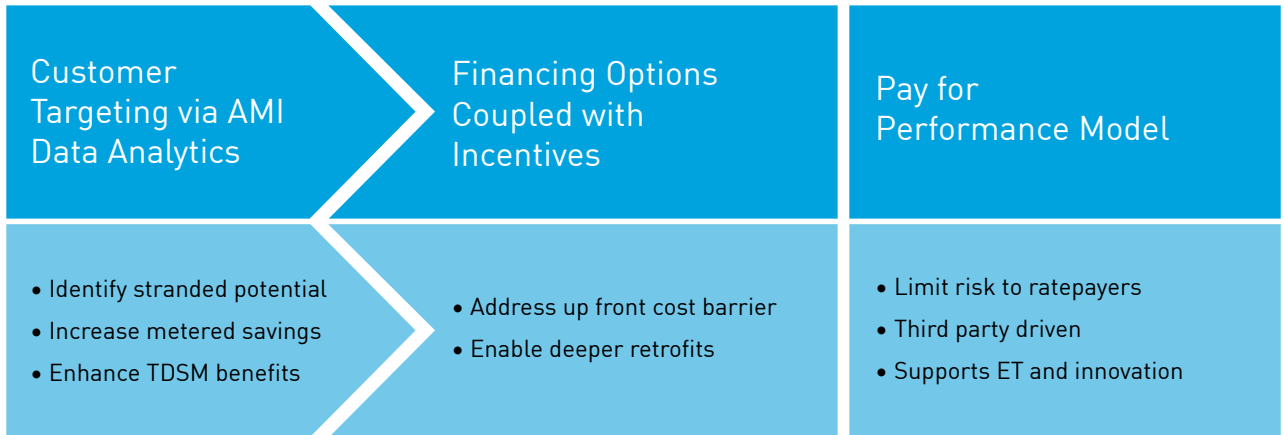 Customer
Targeting via AMI
Data Analytics
Financing Options
Coupled with
Incentives
Pay for
Performance Model
• Identify stranded potential
• Increase metered savings
• Enhance TDSM benefits
• Address up front cost barrier
• Enable deeper retrofits
• Limit risk to ratepayers
• Third party driven
• Supports ET and innovation